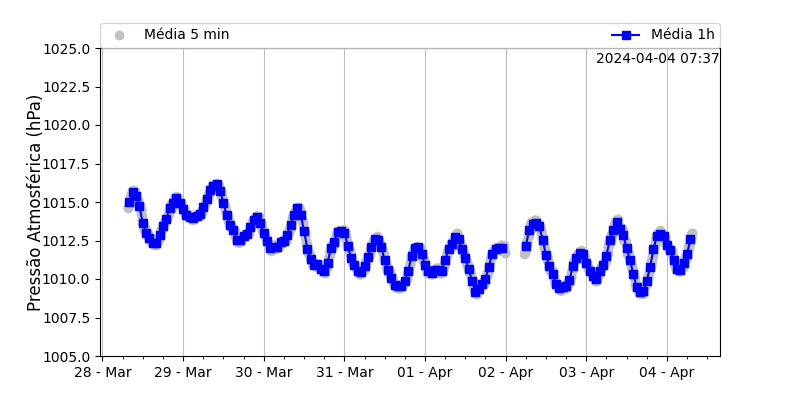 Média 5 min
Média 1h
2024-04-04 07:37
Pressão Atmosférica (hPa)
1025.0
1022.5
1020.0
1017.5
1015.0
1012.5
1010.0
1007.5
1005.0
28 - Mar
29 - Mar
30 - Mar
31 - Mar
01 - Apr
02 - Apr
03 - Apr
04 - Apr